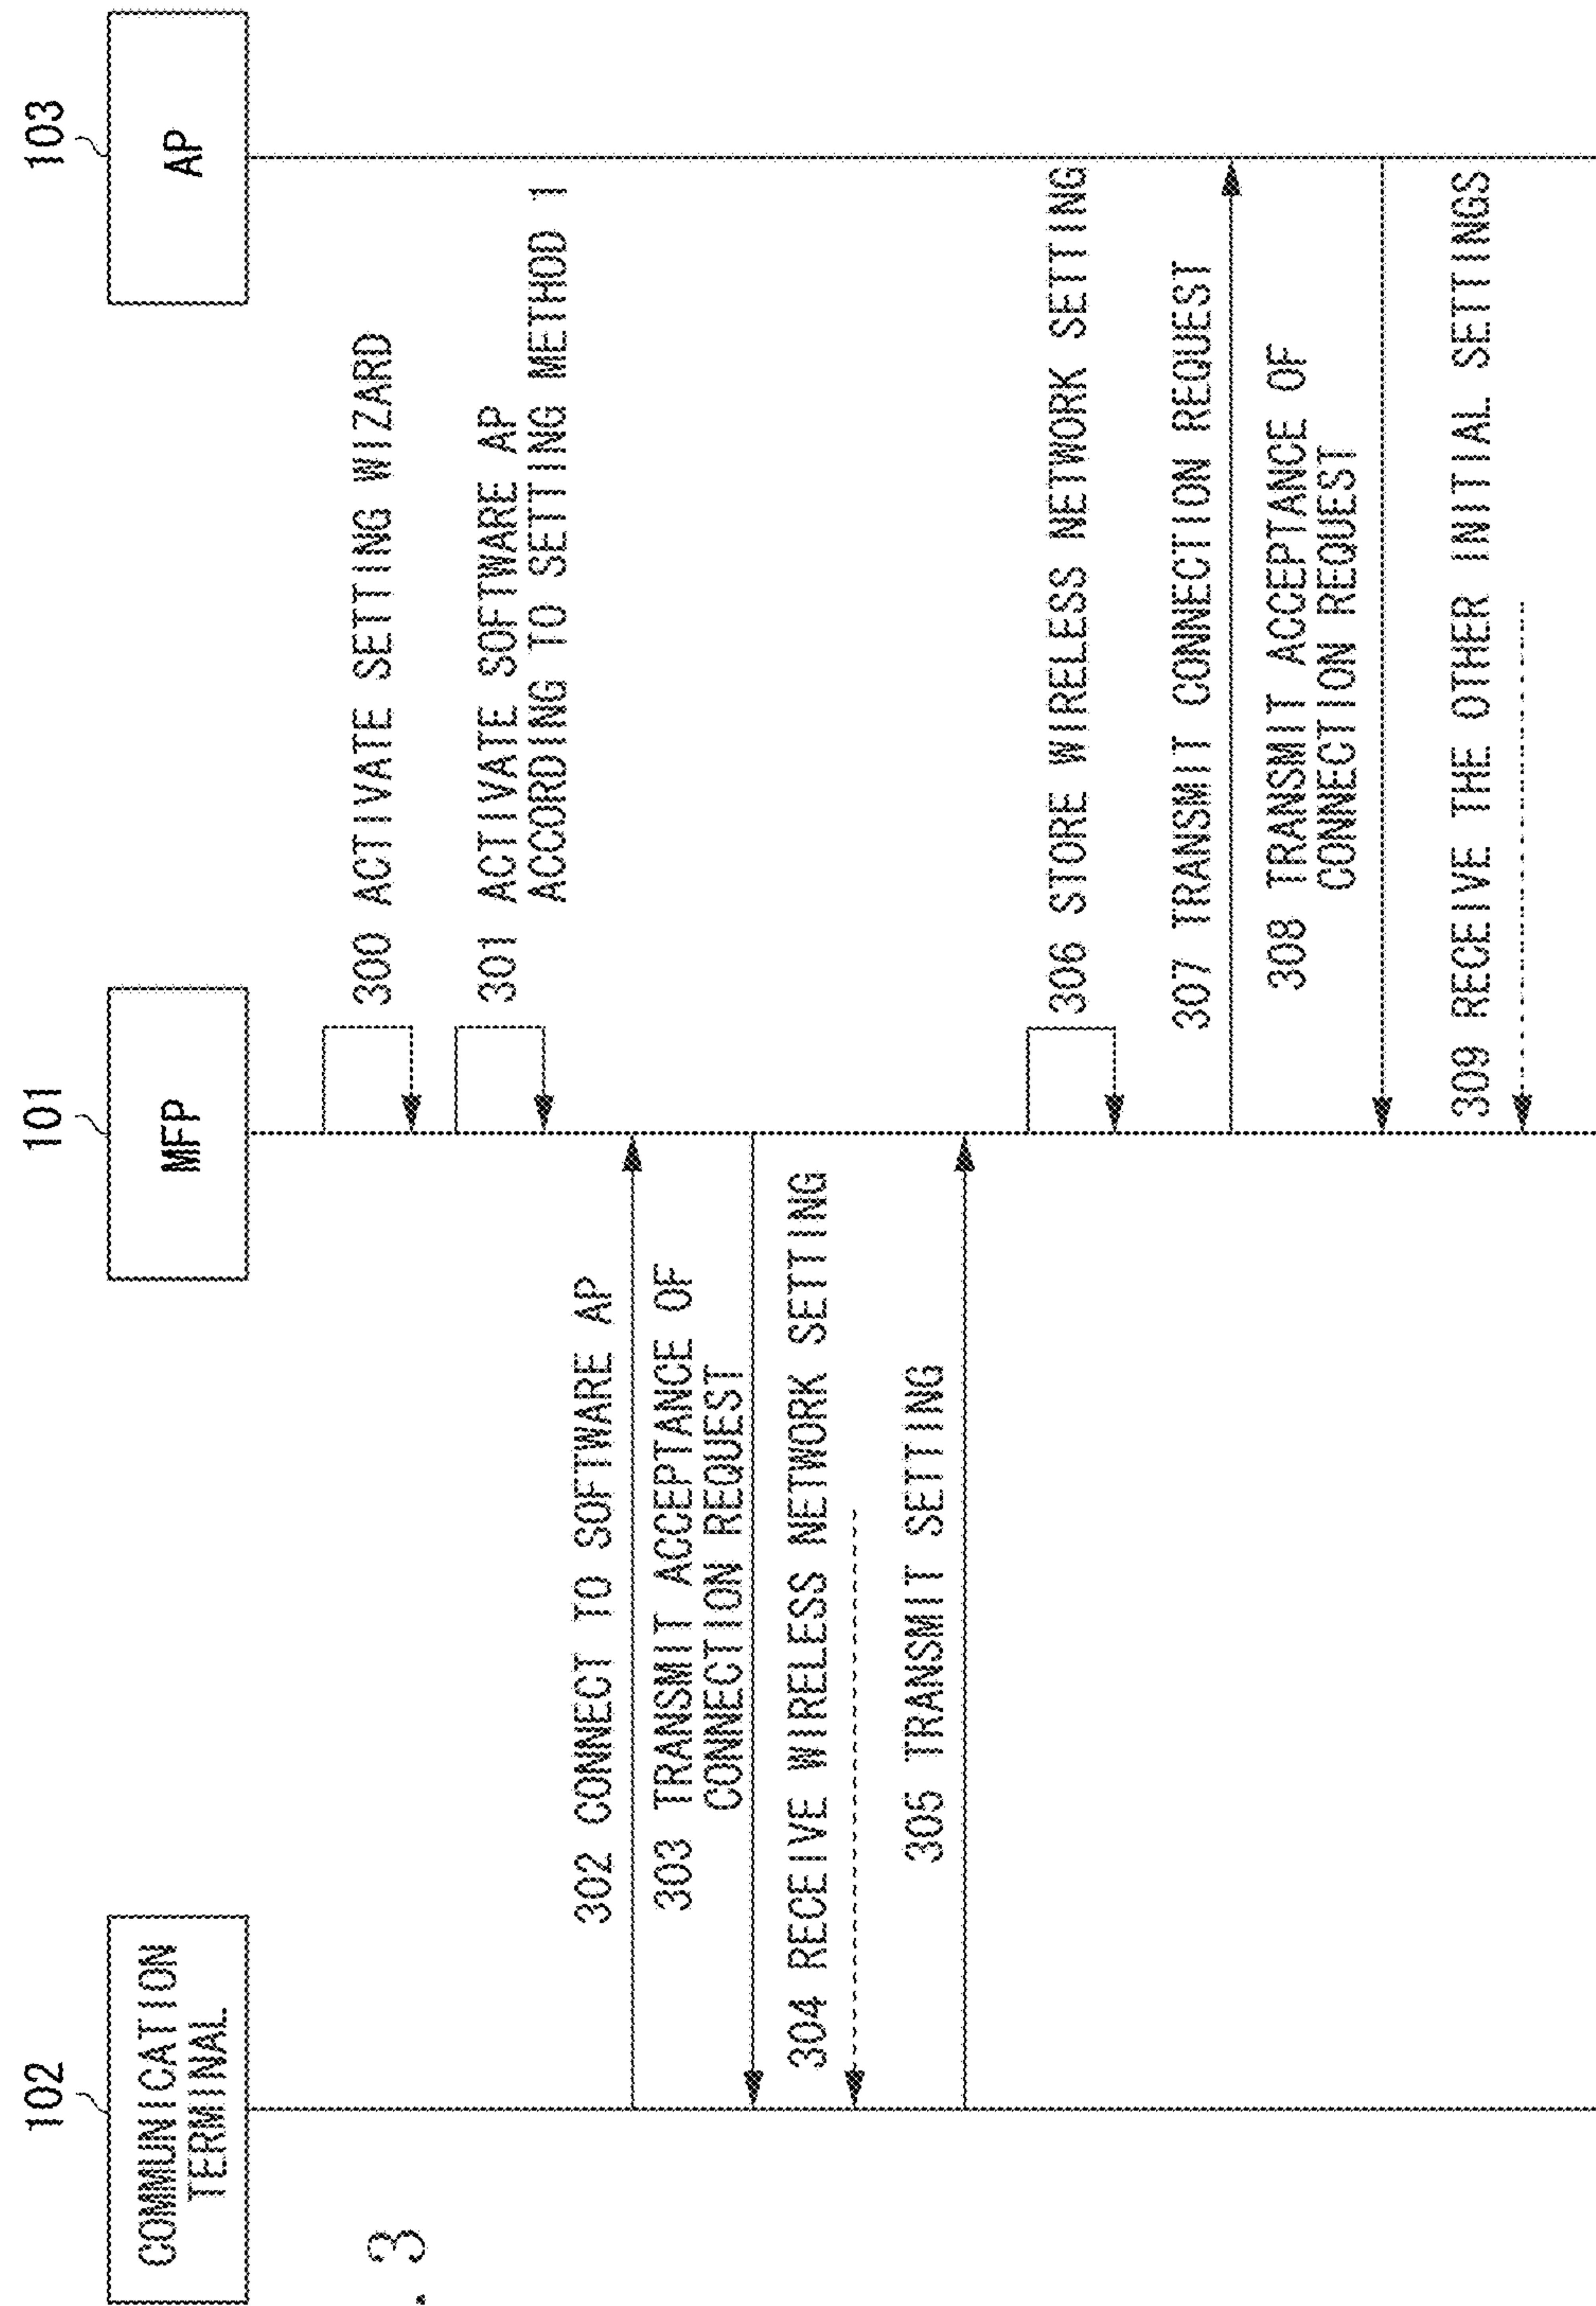 . 3
102
COMMUNICATION
TERMINAL
101
MFP
103
AP
300 ACTIVATE SETTING WIZARD
301 ACTIVATE SOFTWARE AP
ACCORDING TO SETTING METHOD 1
302 CONNECT TO SOFTWARE AP
303 TRANSMIT ACCEPTANCE OF
CONNECTION REQUEST
304 RECEIVE WIRELESS NETWORK SETTING
305 TRANSMIT SETTING
306 STORE WIRELESS NETWORK SETTING
307 TRANSMIT CONNECTION REQUEST
308 TRANSMIT ACCEPTANCE OF
CONNECTION REQUEST
309 RECEIVE THE OTHER INITIAL SETTINGS